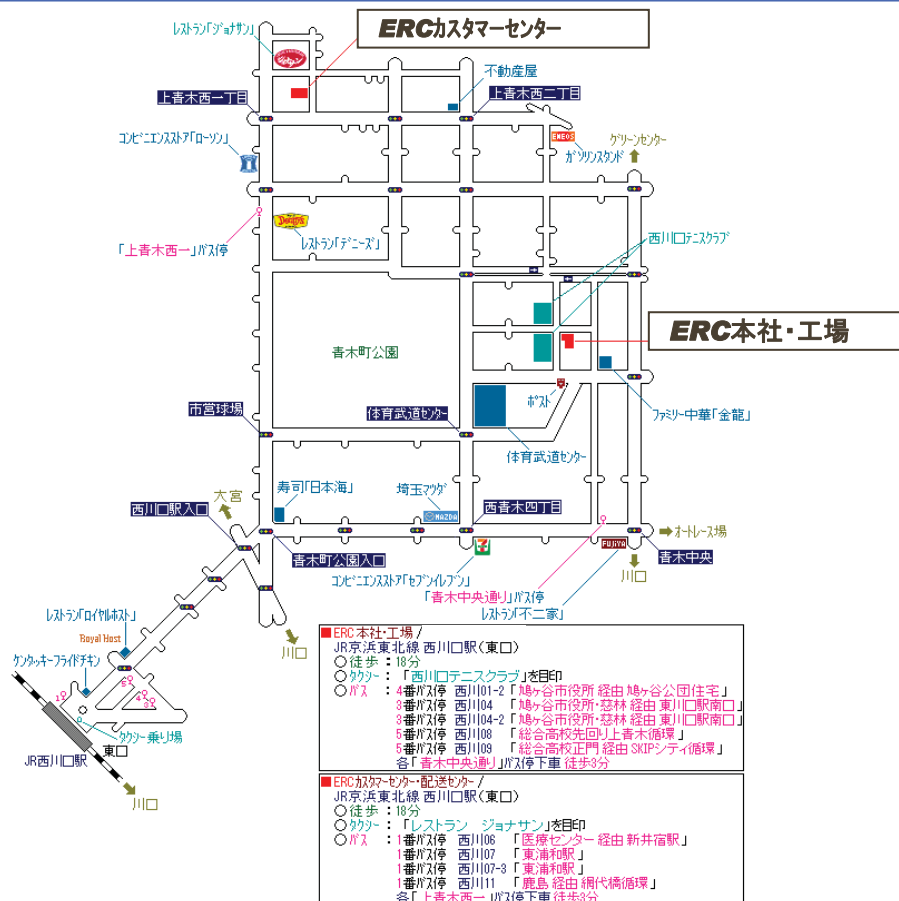 レストラン「ジョナサン」
ERCカスタマーセンター
不動産屋
上青木西一丁目
上青木西二丁目
コンビニエンスストア「ローソン」
ENEOS
ガソリンスタンド
グリーンセンター
Denny's
「上青木西一」バス停
レストラン「デニーズ」
西川口テニスクラブ
ERC本社・工場
青木町公園
市営球場
体育武道センター
ポスト
ファミリー中華「金龍」
体育武道センター
大宮
寿司「日本海」
埼玉マツダ
西川口駅入口
MAZDA
西青木四丁目
オートレース場
FUJIYA
青木町公園入口
青木中央
コンビニエンスストア「セブンイレブン」
川口
「青木中央通り」バス停
レストラン「不二家」
レストラン「ロイヤルホスト」
Royal Host
川口
ケンタッキーフライドチキン
1
5
4
3
タクシー乗り場
東口
JR西川口駅
川口
■ERC本社・工場/
JR京浜東北線 西川口駅(東口)
○徒歩:18分
○タクシー:「西川口テニスクラブ」を目印
○バス:4番バス停 西川01-2「鳩ヶ谷市役所 経由 鳩ヶ谷公団住宅」
3番バス停 西川04「鳩ヶ谷市役所・慈林 経由 東川口駅南口」
3番バス停 西川04-2「鳩ヶ谷市役所・慈林 経由 東川口駅南口」
5番バス停 西川08「総合高校先回り上青木循環」
5番バス停 西川09「総合高校正門 経由 SKIPシティ循環」
各「青木中央通り」バス停下車 徒歩3分
■ERCカスタマーセンター・配送センター/
JR京浜東北線 西川口駅(東口)
○徒歩:18分
○タクシー:「レストラン ジョナサン」を目印
○バス:1番バス停 西川06「医療センター 経由 新井宿駅」
1番バス停 西川07「東浦和駅」
1番バス停 西川07-3「東浦和駅」
1番バス停 西川11「鹿島 経由 網代橋循環」
各「上青木西一」バス停下車 徒歩3分